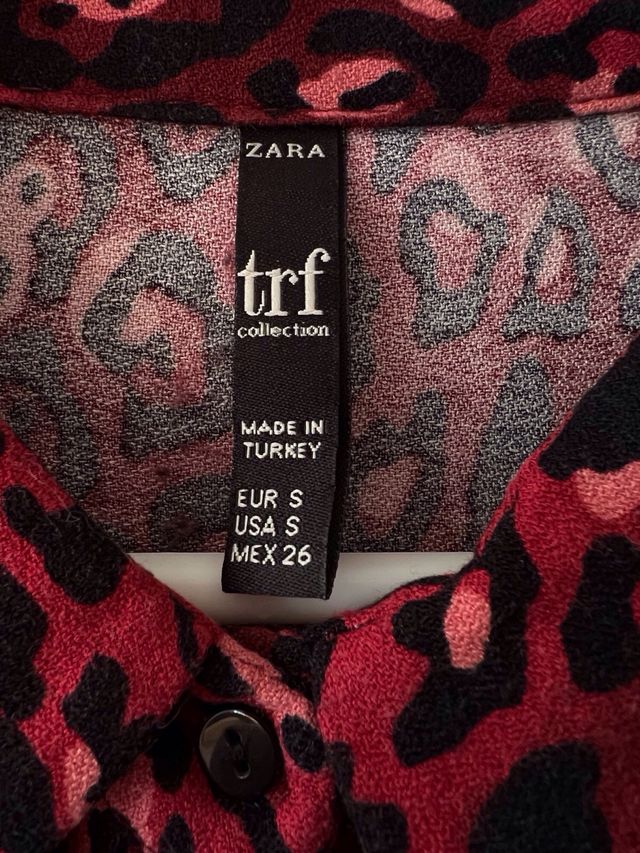 ZARA
trf
collection
MADE IN
TURKEY
EUR S
USA S
MEX 26